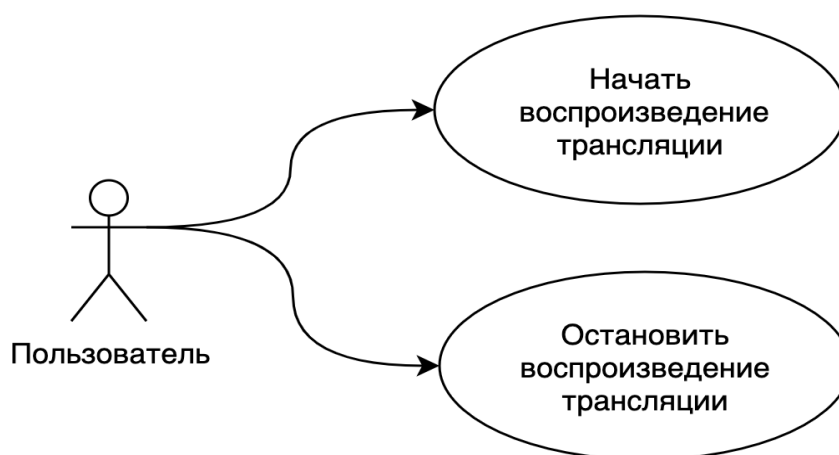 Начать
воспроизведение
трансляции
Пользователь
Остановить
воспроизведение
трансляции